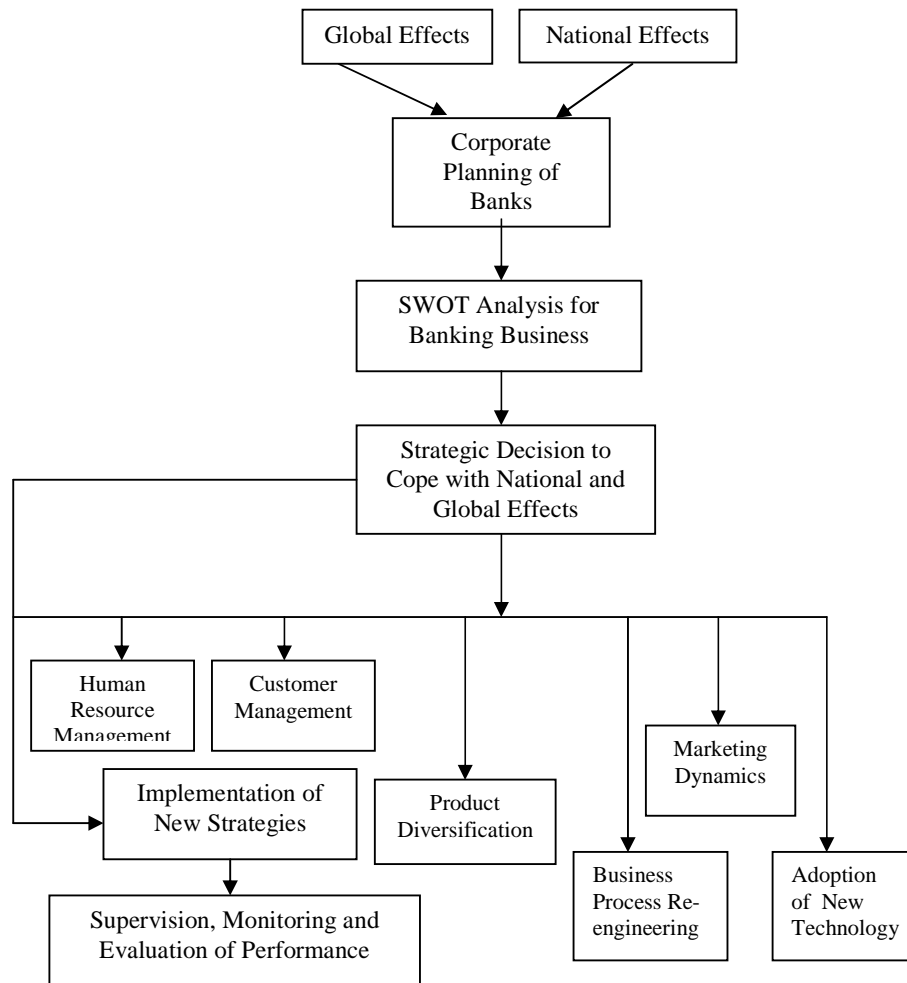 Global Effects
National Effects
Corporate
Planning of
Banks
SWOT Analysis for
Banking Business
Strategic Decision to
Cope with National and
Global Effects
Human
Resource
Management
Customer
Management
Marketing
Dynamics
Implementation of
New Strategies
Product
Diversification
Business
Process Re-
engineering
Adoption
of New
Technology
Supervision, Monitoring and
Evaluation of Performance